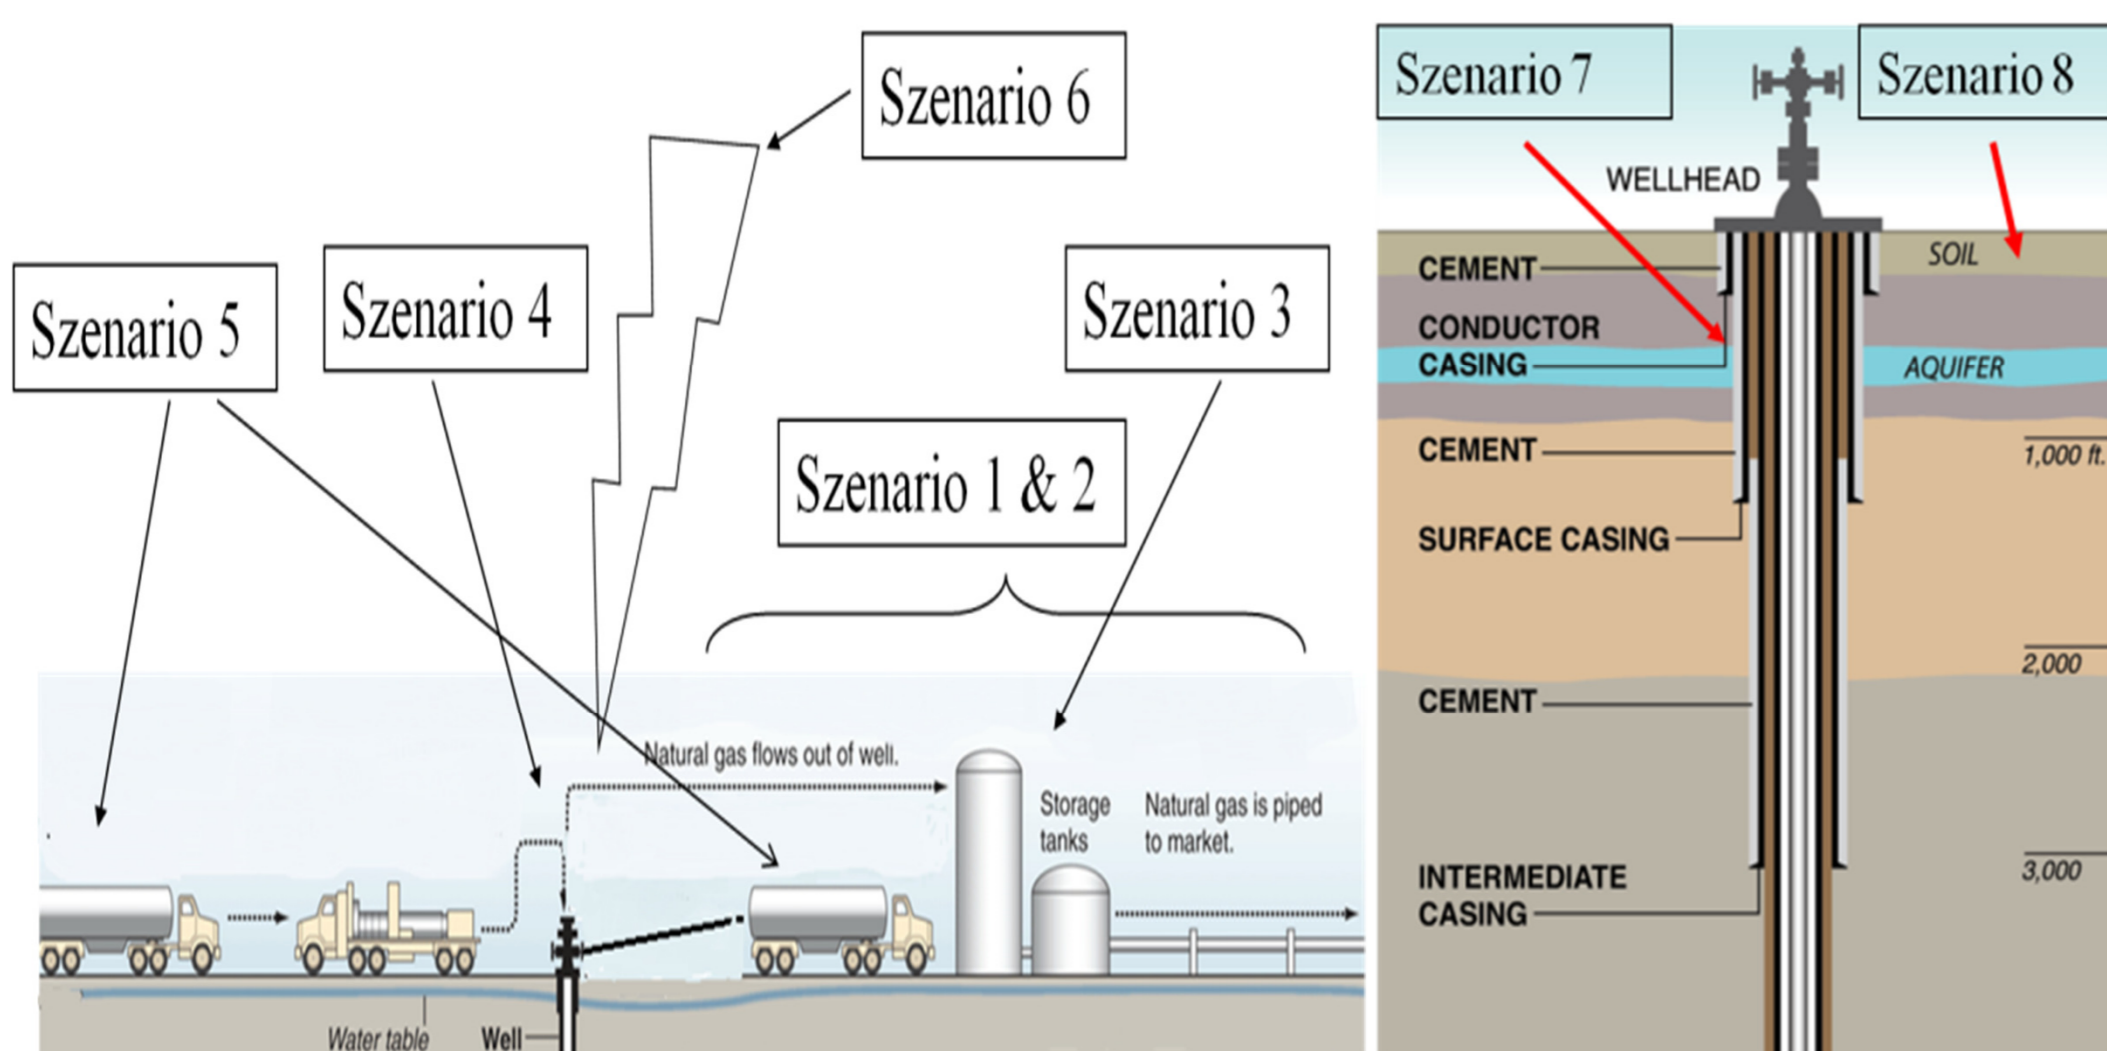 Szenario 6
Szenario 5
Szenario 4
Szenario 3
Szenario 1 & 2
Natural gas flows out of well.
Storage
tanks
Natural gas is piped
to market.
Water table
Well
Szenario 7
Szenario 8
WELLHEAD
SOIL
CEMENT
CONDUCTOR
CASING
AQUIFER
CEMENT
1,000 ft.
SURFACE CASING
2,000
CEMENT
3,000
INTERMEDIATE
CASING